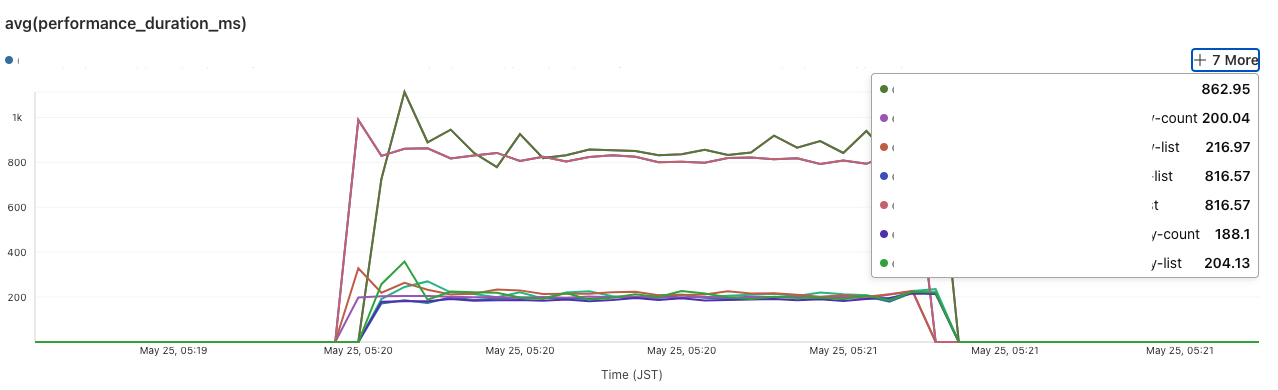 avg(performance_duration_ms)
+ 7 More
862.95
-count 200.04
-list 216.97
list 816.57
816.57
-count 188.1
-list 204.13
1k
800
600
400
200
May 25, 05:19 May 25, 05:20 May 25, 05:20 May 25, 05:20 May 25, 05:21 May 25, 05:21 May 25, 05:21
Time (JST)